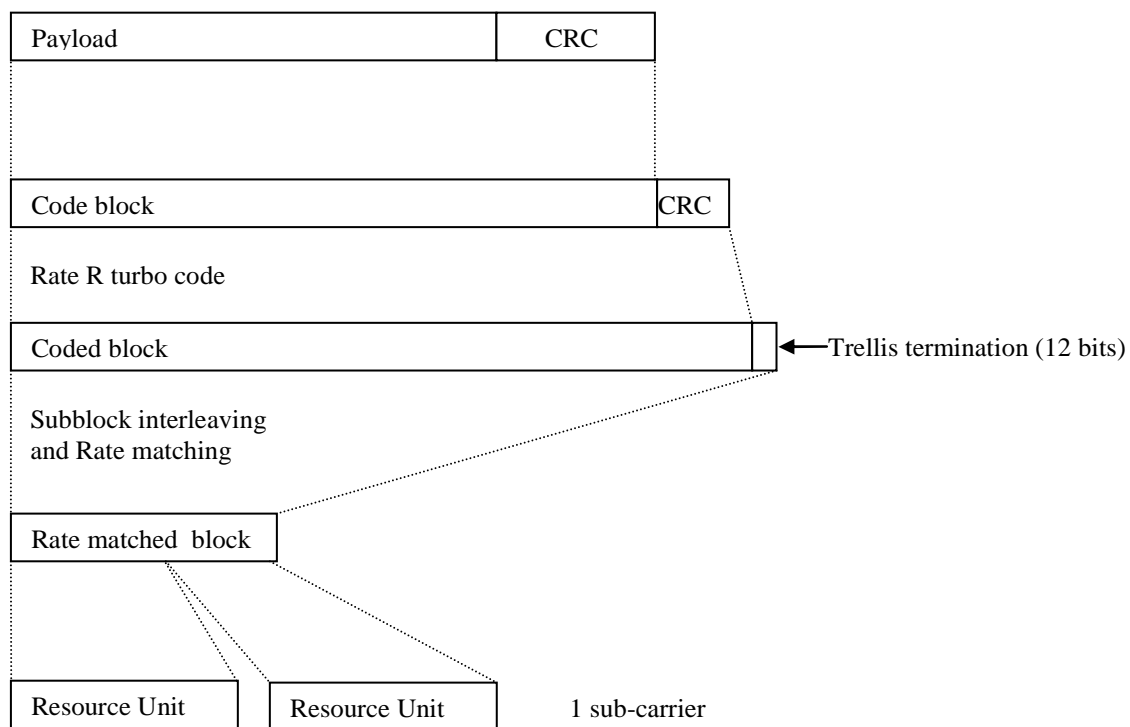 Payload
CRC
Code block
CRC
Rate R turbo code
Coded block
Trellis termination (12 bits)
Subblock interleaving
and Rate matching
Rate matched block
Resource Unit
Resource Unit
1 sub-carrier